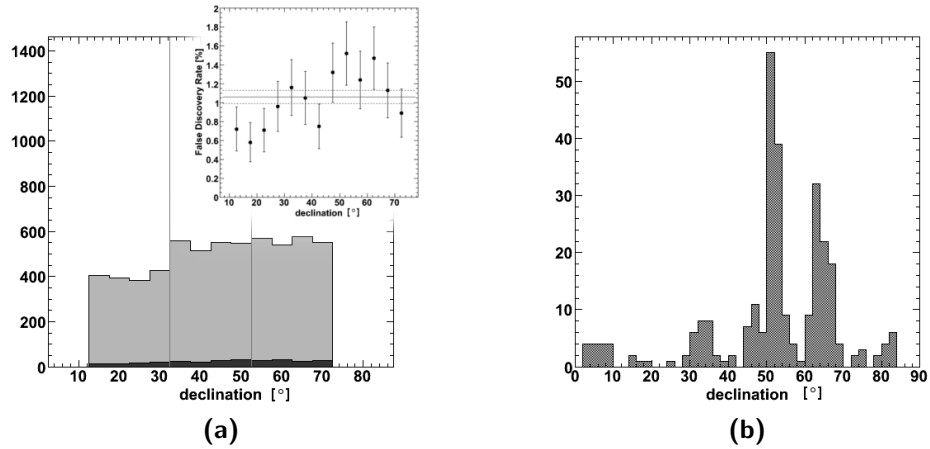 2
1.8
1.6
1.4
1.2
1
0.8
0.6
0.4
0.2
0
False Discovery Rate [%]
10 20 30 40 50 60 70
declination [°]
1400
1200
1000
800
600
400
200
0
10 20 30 40 50 60 70 80
declination [°]
(a)
50
40
30
20
10
0
0 10 20 30 40 50 60 70 80 90
declination [°]
(b)